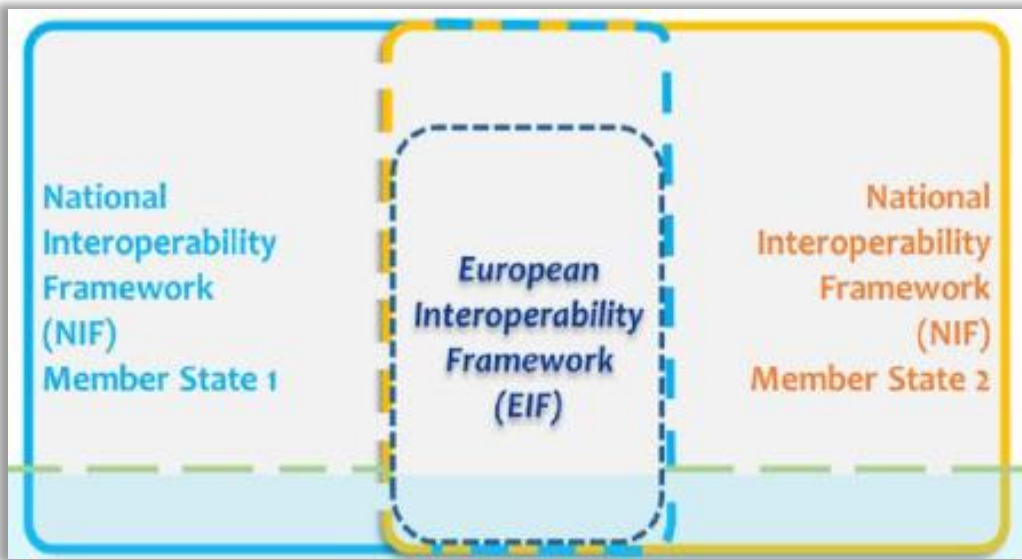 National
Interoperability
Framework
(NIF)
Member State 1
European
Interoperability
Framework
(EIF)
National
Interoperability
Framework
(NIF)
Member State 2